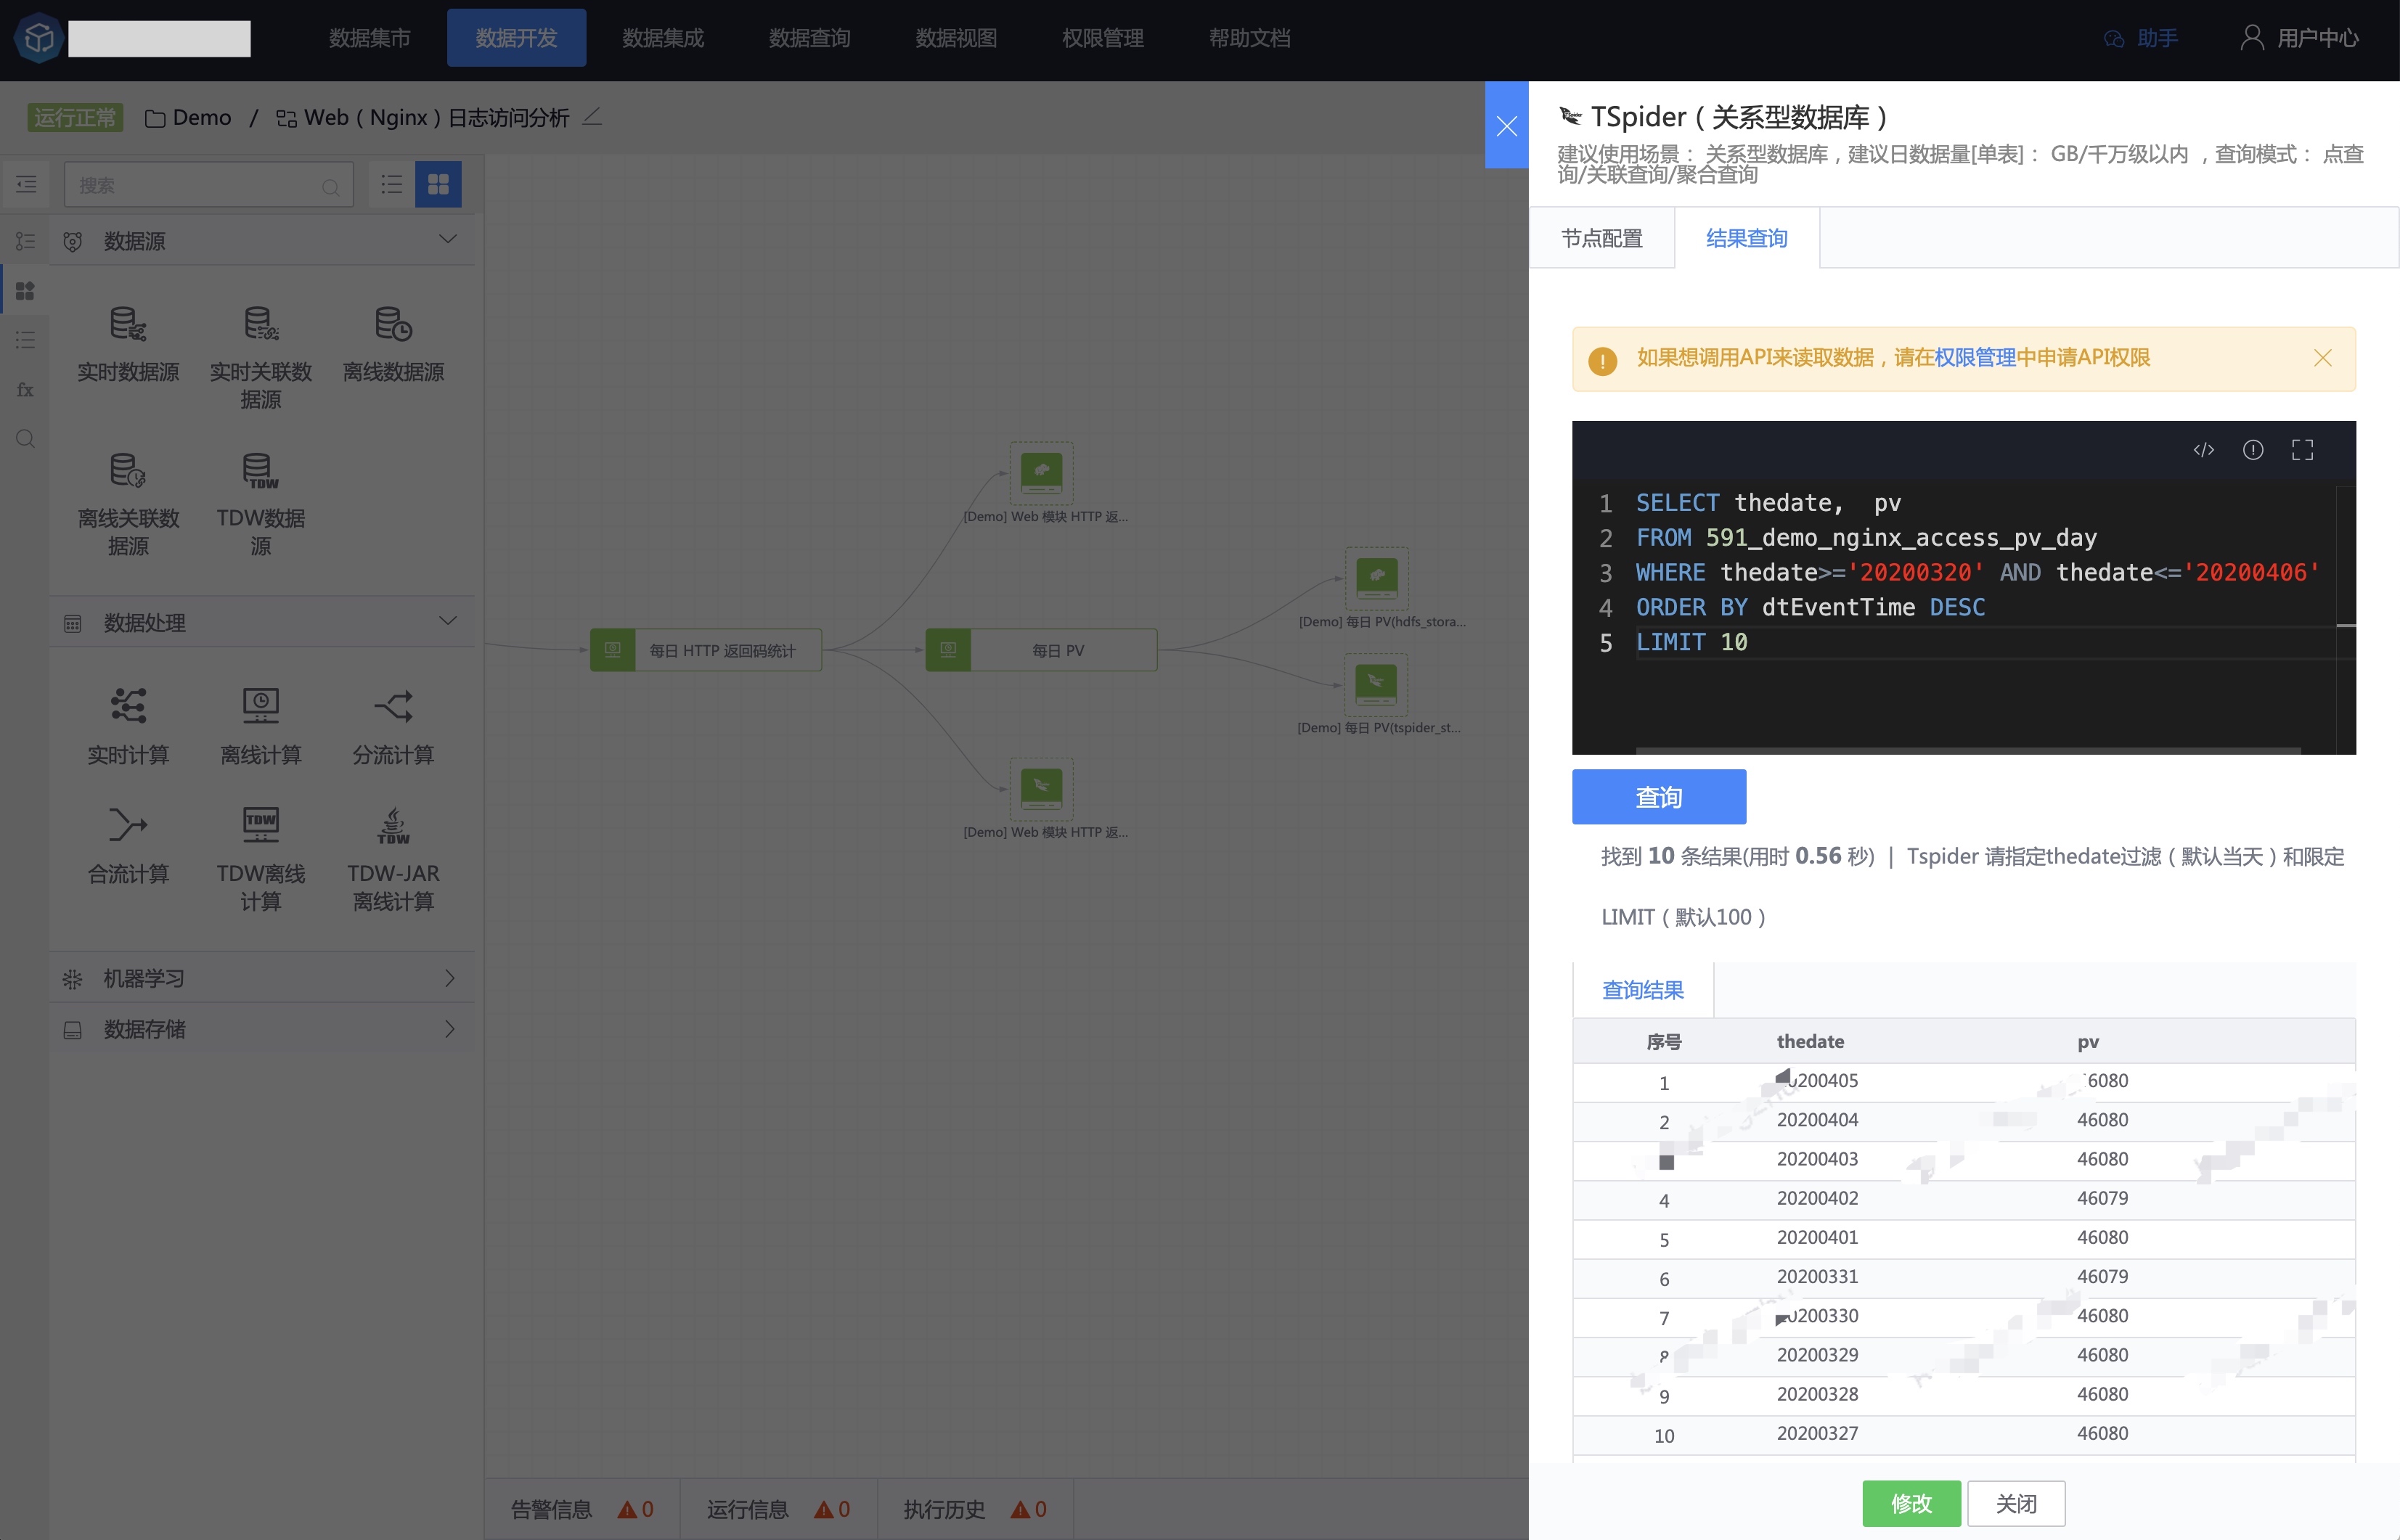 数据集市 数据开发 数据集成 数据查询 数据视图 权限管理 帮助文档 助手 用户中心
运行正常 Demo / Web（Nginx）日志访问分析
搜索
数据源
实时数据源 实时关联数据源 离线数据源
离线关联数据源 TDW数据源
数据处理
实时计算 离线计算 分流计算
合流计算 TDW离线计算 TDW-JAR离线计算
机器学习
数据存储
fx
[Demo] Web 模块 HTTP 返...
[Demo] 每日 PV(hdfs_stora...
每日 HTTP 返回码统计
每日 PV
[Demo] 每日 PV(tspider_st...
[Demo] Web 模块 HTTP 返...
告警信息 0 运行信息 0 执行历史 0
TSpider（关系型数据库）
建议使用场景： 关系型数据库，建议日数据量[单表]： GB/千万级以内 ，查询模式： 点查
询/关联查询/聚合查询
节点配置 结果查询
如果想调用API来读取数据，请在权限管理中申请API权限
1 SELECT thedate, pv
2 FROM 591_demo_nginx_access_pv_day
3 WHERE thedate>='20200320' AND thedate<='20200406'
4 ORDER BY dtEventTime DESC
5 LIMIT 10
查询
找到 10 条结果(用时 0.56 秒) | Tspider 请指定thedate过滤（默认当天）和限定
LIMIT（默认100）
查询结果
序号 thedate pv
1 0200405 6080
2 20200404 46080
20200403 46080
4 20200402 46079
5 20200401 46080
6 20200331 46079
7 0200330 46080
8 20200329 46080
9 20200328 46080
10 20200327 46080
修改 关闭